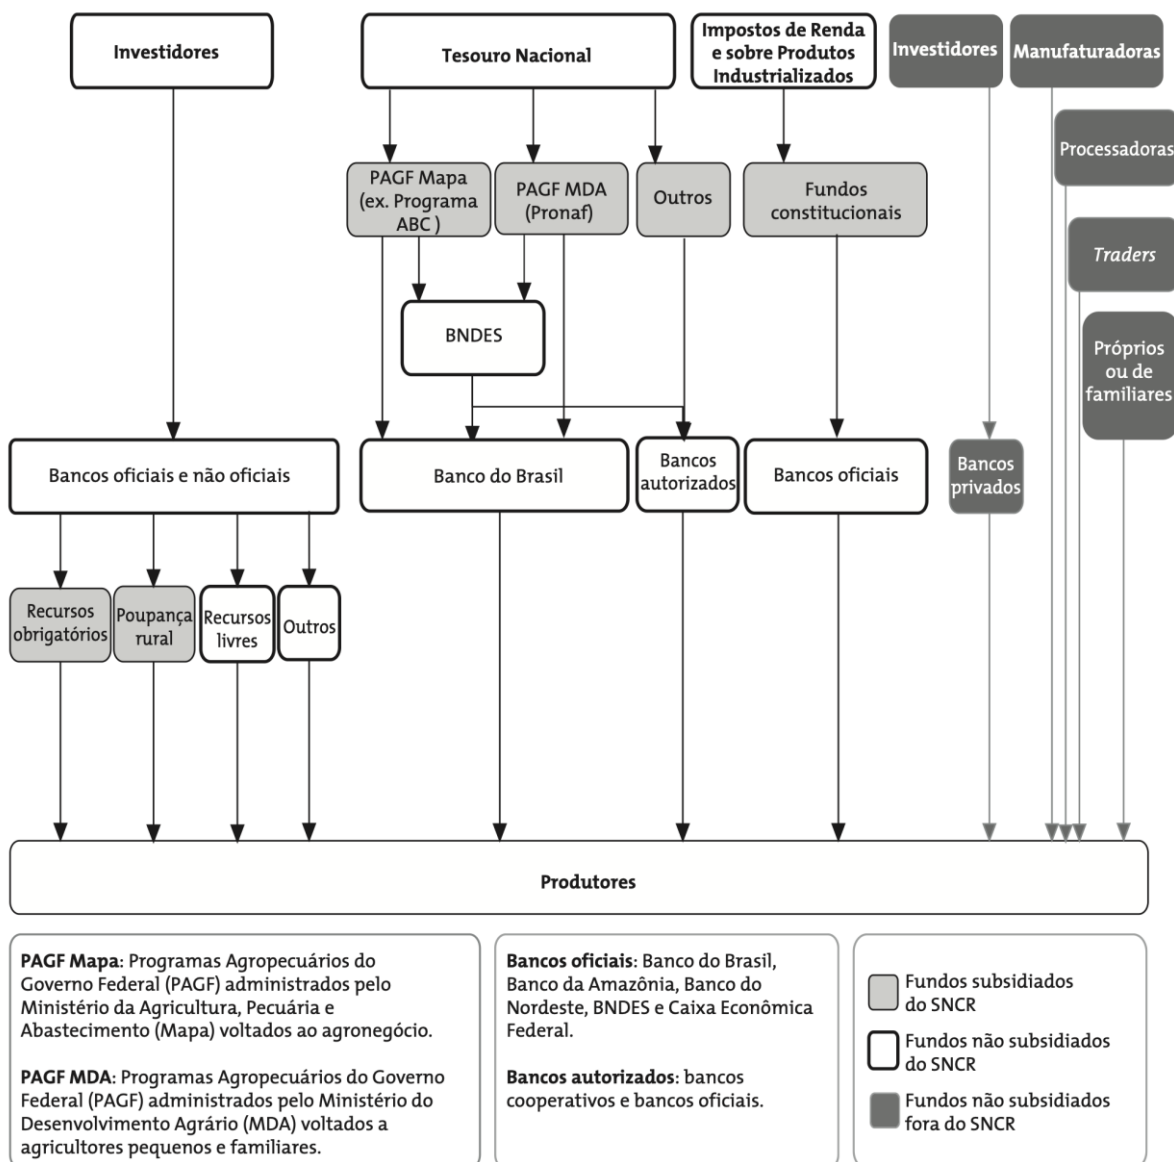 Investidores
Tesouro Nacional
Impostos de Renda
e sobre Produtos
Industrializados
Investidores
Manufaturadoras
Processadoras
Traders
Próprios
ou de
familiares
PAGF Mapa
(ex. Programa
ABC )
PAGF MDA
(Pronaf)
Outros
Fundos
constitucionais
BNDES
Bancos oficiais e não oficiais
Banco do Brasil
Bancos
autorizados
Bancos oficiais
Bancos
privados
Recursos
obrigatórios
Poupança
rural
Recursos
livres
Outros
Produtores
PAGF Mapa: Programas Agropecuários do
Governo Federal (PAGF) administrados pelo
Ministério da Agricultura, Pecuária e
Abastecimento (Mapa) voltados ao agronegócio.
PAGF MDA: Programas Agropecuários do Governo
Federal (PAGF) administrados pelo Ministério do
Desenvolvimento Agrário (MDA) voltados a
agricultores pequenos e familiares.
Bancos oficiais: Banco do Brasil,
Banco da Amazônia, Banco do
Nordeste, BNDES e Caixa Econômica
Federal.
Bancos autorizados: bancos
cooperativos e bancos oficiais.
Fundos subsidiados
do SNCR
Fundos não subsidiados
do SNCR
Fundos não subsidiados
fora do SNCR